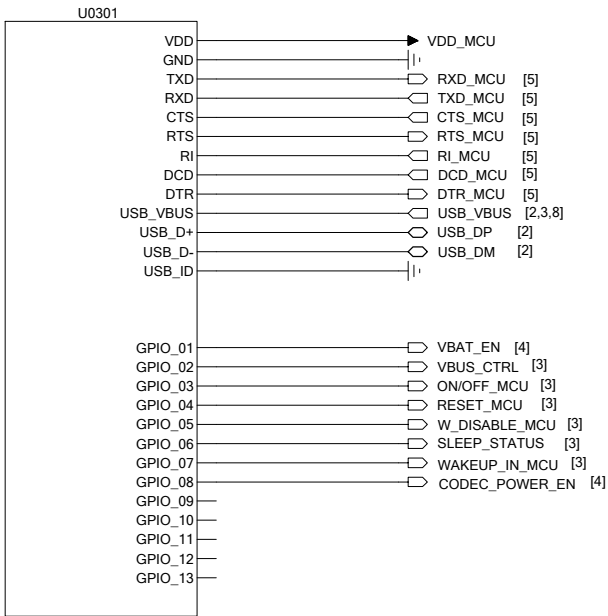 U0301
VDD VDD_MCU
GND
TXD RXD_MCU [5]
RXD TXD_MCU [5]
CTS CTS_MCU [5]
RTS RTS_MCU [5]
RI RI_MCU [5]
DCD DCD_MCU [5]
DTR DTR_MCU [5]
USB_VBUS USB_VBUS [2,3,8]
USB_D+ USB_DP [2]
USB_D- USB_DM [2]
USB_ID
GPIO_01 VBAT_EN [4]
GPIO_02 VBUS_CTRL [3]
GPIO_03 ON/OFF_MCU [3]
GPIO_04 RESET_MCU [3]
GPIO_05 W_DISABLE_MCU [3]
GPIO_06 SLEEP_STATUS [3]
GPIO_07 WAKEUP_IN_MCU [3]
GPIO_08 CODEC_POWER_EN [4]
GPIO_09
GPIO_10
GPIO_11
GPIO_12
GPIO_13